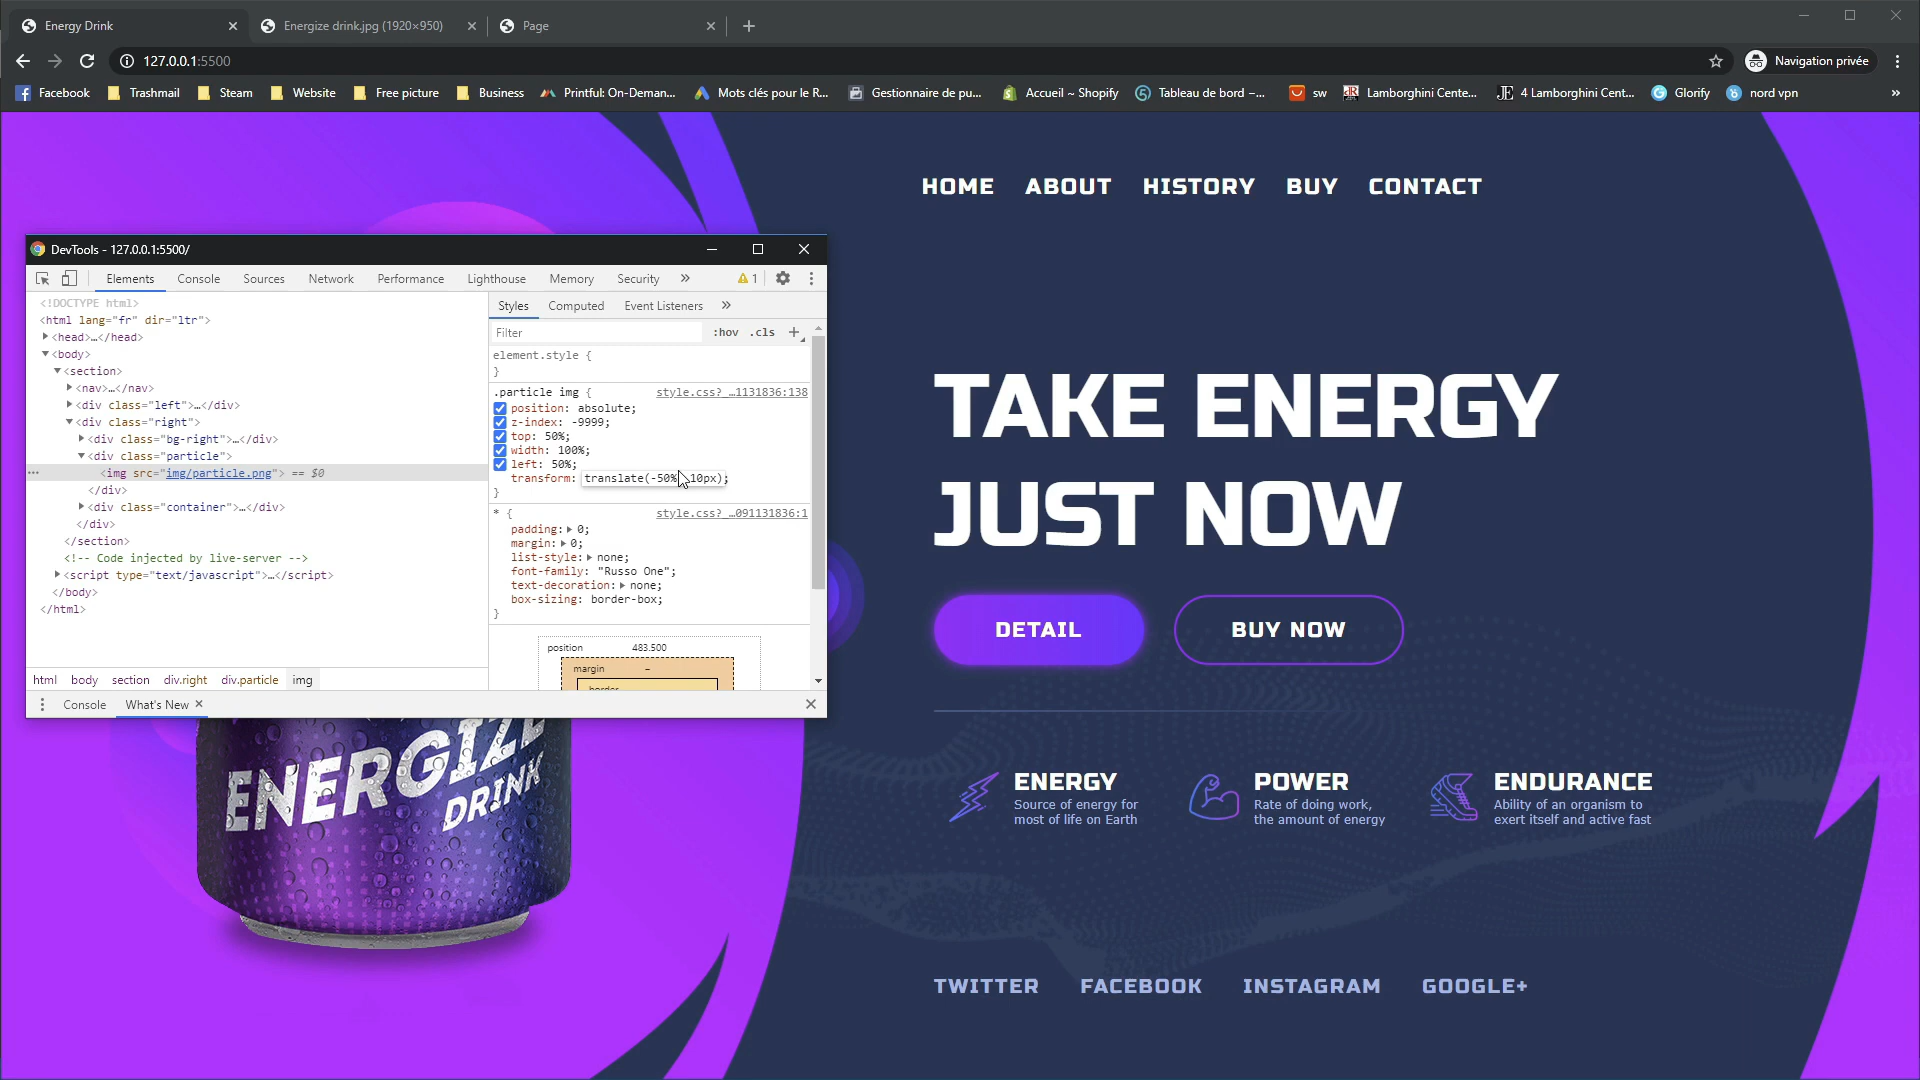 Energy Drink
Energize drink.jpg (1920×950)
Page
127.0.0.1:5500
Navigation privée
Facebook
Trashmail
Steam
Website
Free picture
Business
Printful: On-Deman...
Mots clés pour le R...
Gestionnaire de pu...
Accueil ~ Shopify
Tableau de bord –...
sw
Lamborghini Cente...
4 Lamborghini Cent...
Glorify
nord vpn
»
HOME ABOUT HISTORY BUY CONTACT
DevTools - 127.0.0.1:5500/
Elements Console Sources Network Performance Lighthouse Memory Security » 1
<!DOCTYPE html>
<html lang="fr" dir="ltr">
<head>…</head>
<body>
<section>
<nav>…</nav>
<div class="left">…</div>
<div class="right">
<div class="bg-right">…</div>
<div class="particle">
<img src="img/particle.png"> == $0
</div>
<div class="container">…</div>
</div>
</section>
<!-- Code injected by live-server -->
<script type="text/javascript">…</script>
</body>
</html>
html body section div.right div.particle img
Styles Computed Event Listeners »
Filter :hov .cls +
element.style {
}
.particle img { style.css?_…1131836:138
position: absolute;
z-index: -9999;
top: 50%;
width: 100%;
left: 50%;
transform: translate(-50% 10px);
}
* { style.css?_…091131836:1
padding: 0;
margin: 0;
list-style: none;
font-family: "Russo One";
text-decoration: none;
box-sizing: border-box;
}
position 483.500
margin –
border
Console What's New
TAKE ENERGY
JUST NOW
DETAIL
BUY NOW
ENERGY
Source of energy for
most of life on Earth
POWER
Rate of doing work,
the amount of energy
ENDURANCE
Ability of an organism to
exert itself and active fast
ENERGIZE
DRINK
TWITTER FACEBOOK INSTAGRAM GOOGLE+